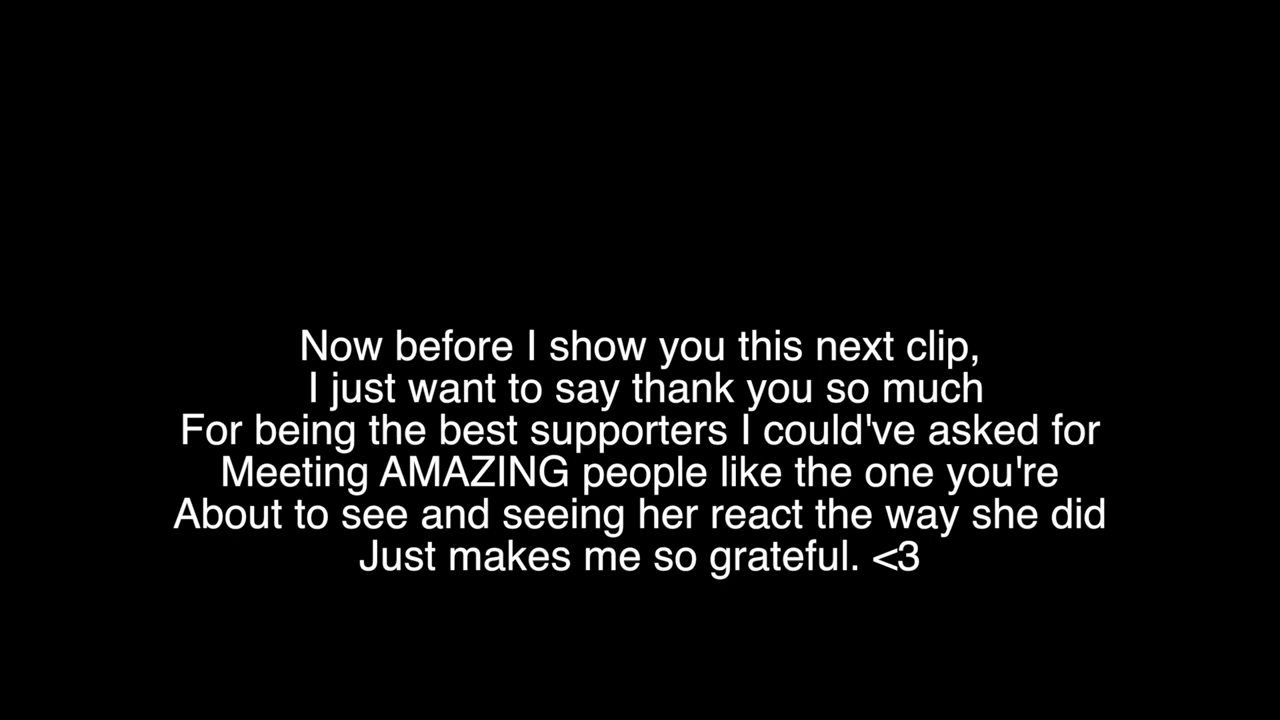 Now before I show you this next clip,
I just want to say thank you so much
For being the best supporters I could've asked for
Meeting AMAZING people like the one you're
About to see and seeing her react the way she did
Just makes me so grateful. <3